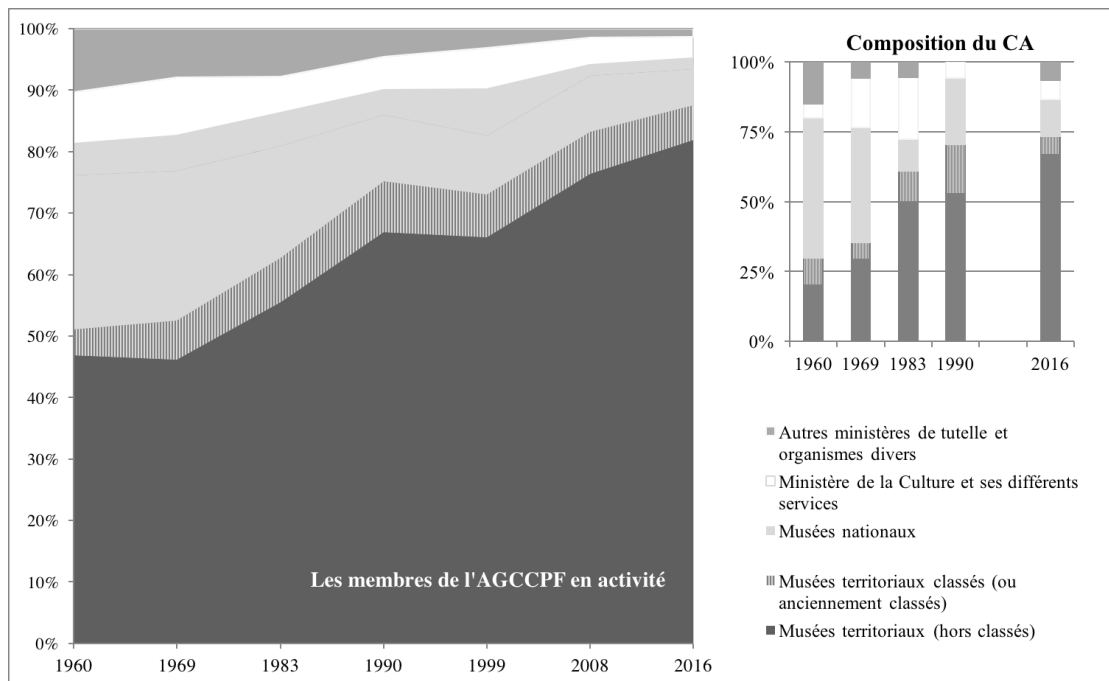 100%
90%
80%
70%
60%
50%
40%
30%
20%
10%
0%
1960 1969 1983 1990 1999 2008 2016
Les membres de l'AGCCPF en activité
Composition du CA
100%
75%
50%
25%
0%
1960 1969 1983 1990 2016
Autres ministères de tutelle et
organismes divers
Ministère de la Culture et ses différents
services
Musées nationaux
Musées territoriaux classés (ou
anciennement classés)
Musées territoriaux (hors classés)